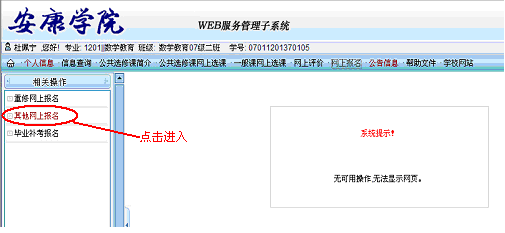 安康学院
WEB服务管理子系统
杜佩宁 ,您好! 专业: 1201 数学教育 班级: 数学教育07级二班 学号: 07011201370105
个人信息·信息查询·公共选修课简介·公共选修课网上选课·一般课网上选课·网上评价·网上报名·公告信息·帮助文件·学校网站
相关操作
重修网上报名
其他网上报名
毕业补考报名
点击进入
系统提示!
无可用操作,无法显示网页。